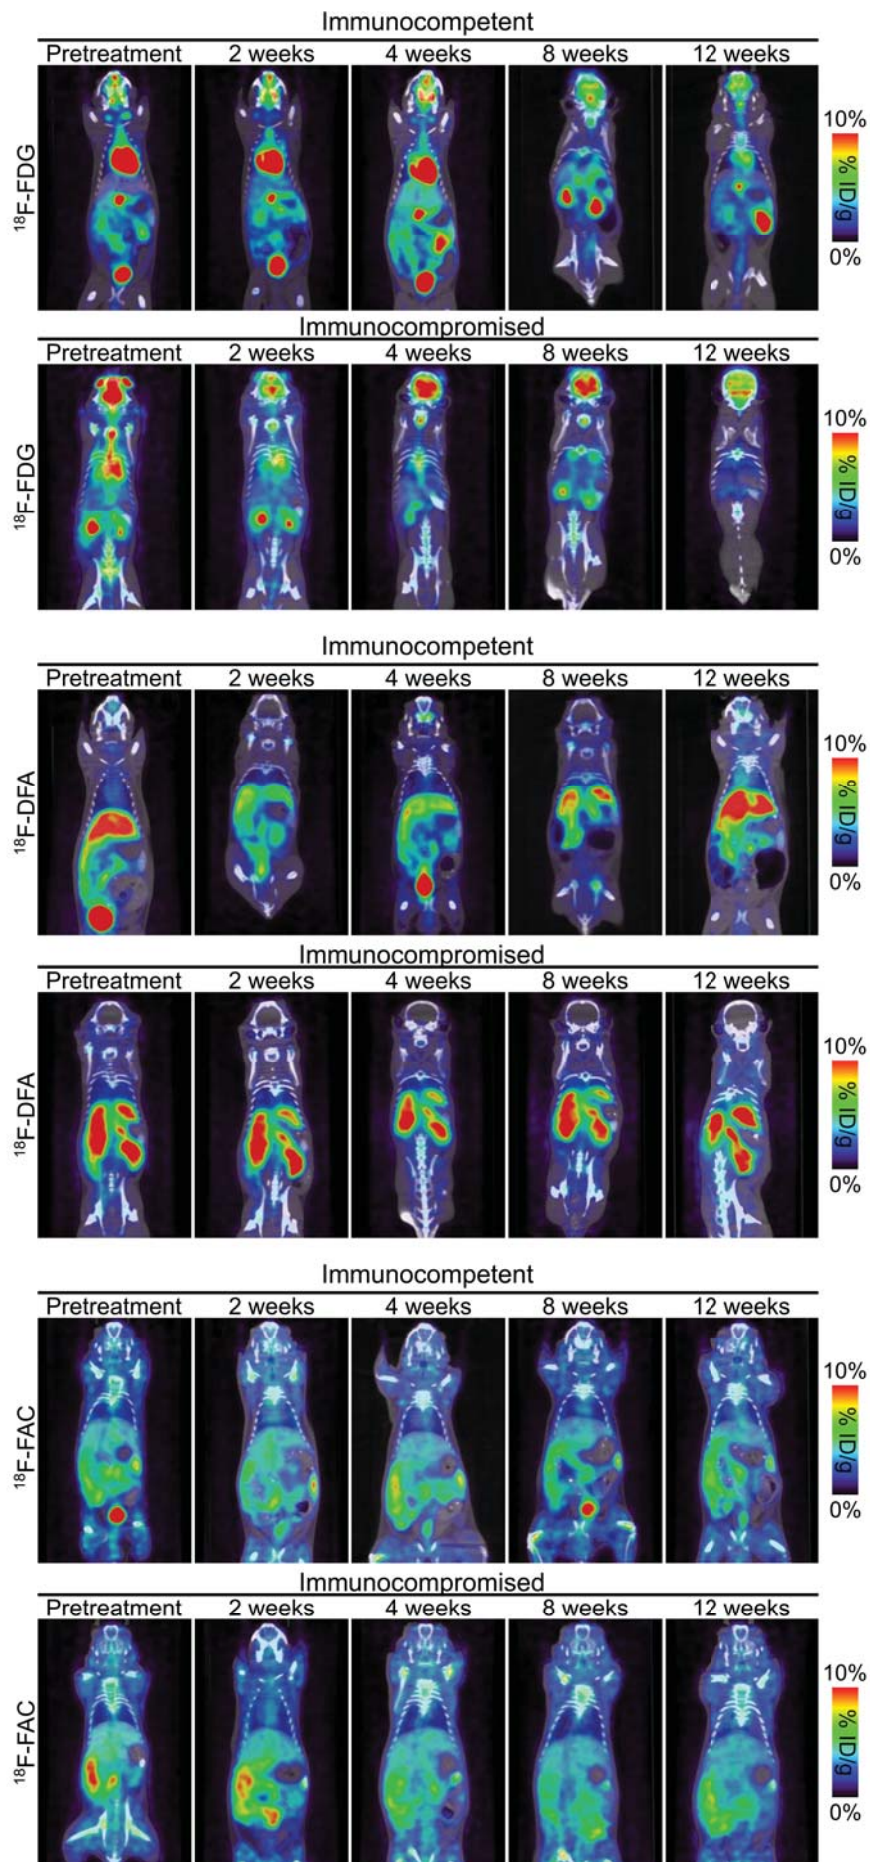 Immunocompetent
Pretreatment 2 weeks 4 weeks 8 weeks 12 weeks
18F-FDG
10%
% ID/g
0%
Immunocompromised
Pretreatment 2 weeks 4 weeks 8 weeks 12 weeks
18F-FDG
10%
% ID/g
0%
Immunocompetent
Pretreatment 2 weeks 4 weeks 8 weeks 12 weeks
18F-DFA
10%
% ID/g
0%
Immunocompromised
Pretreatment 2 weeks 4 weeks 8 weeks 12 weeks
18F-DFA
10%
% ID/g
0%
Immunocompetent
Pretreatment 2 weeks 4 weeks 8 weeks 12 weeks
18F-FAC
10%
% ID/g
0%
Immunocompromised
Pretreatment 2 weeks 4 weeks 8 weeks 12 weeks
18F-FAC
10%
% ID/g
0%